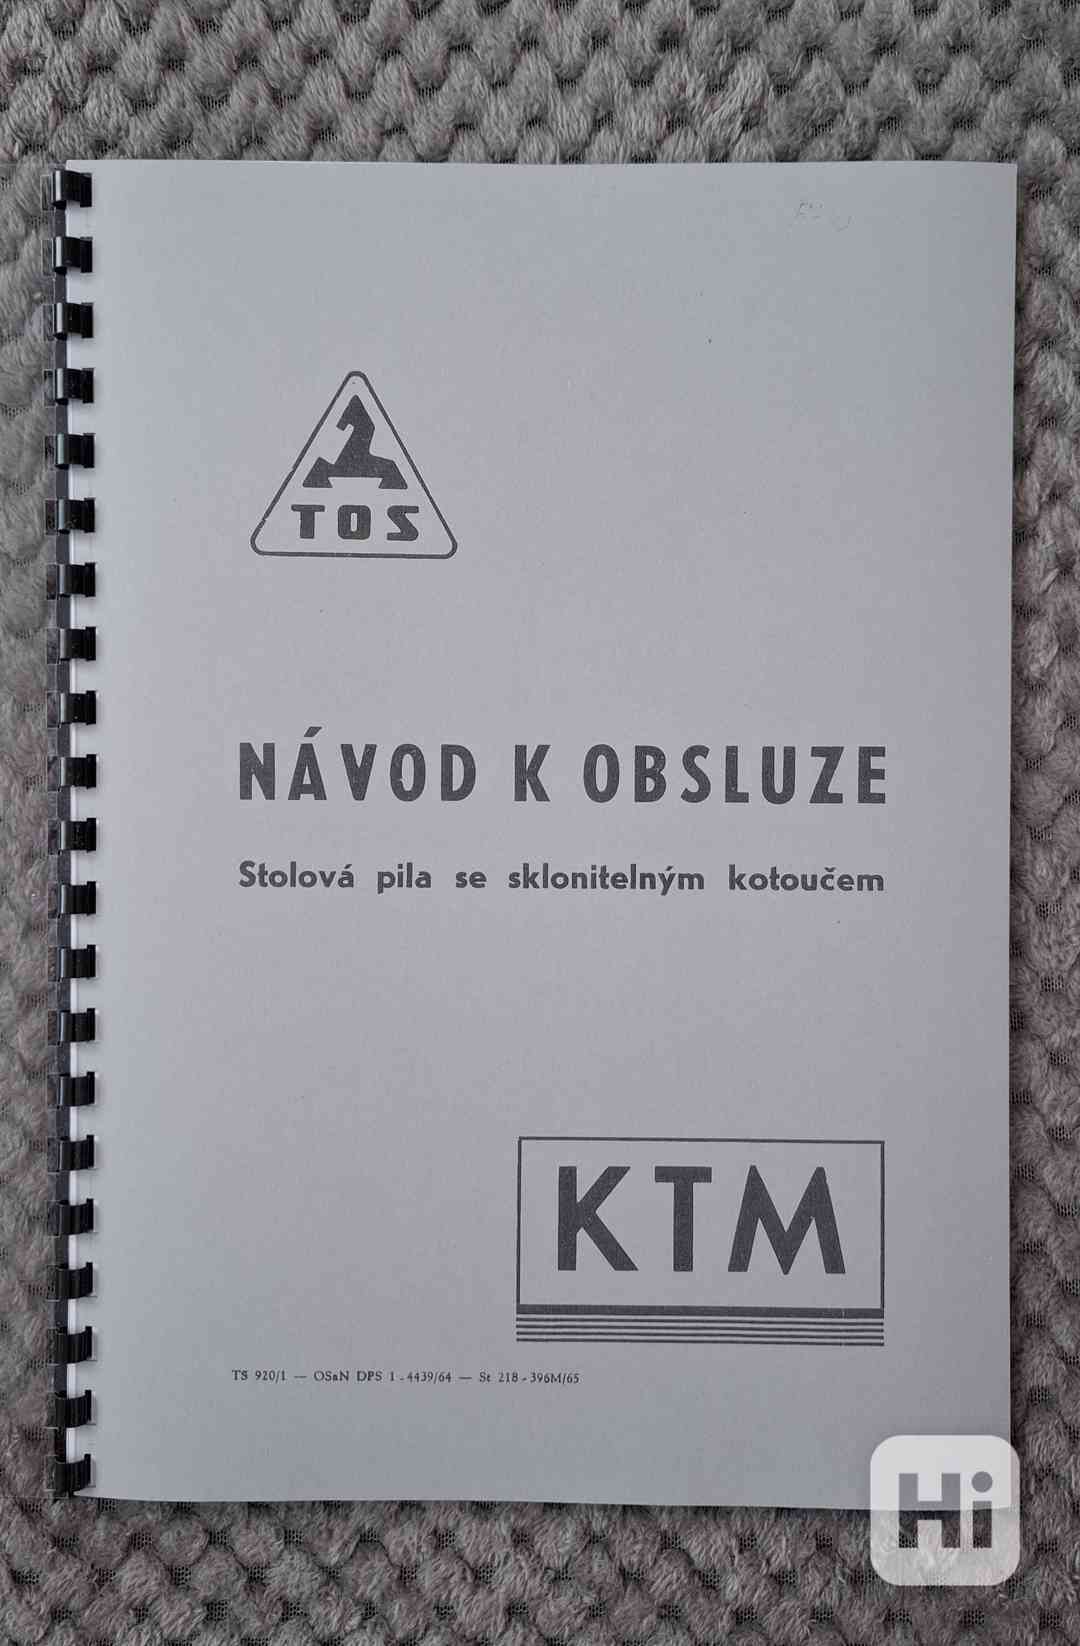 TOS
NÁVOD K OBSLUZE
Stolová pila se sklonitelným kotoučem
KTM
TS 920/1 — OSaN DPS 1 - 4439/64 — St 218 - 396M/65
Hi